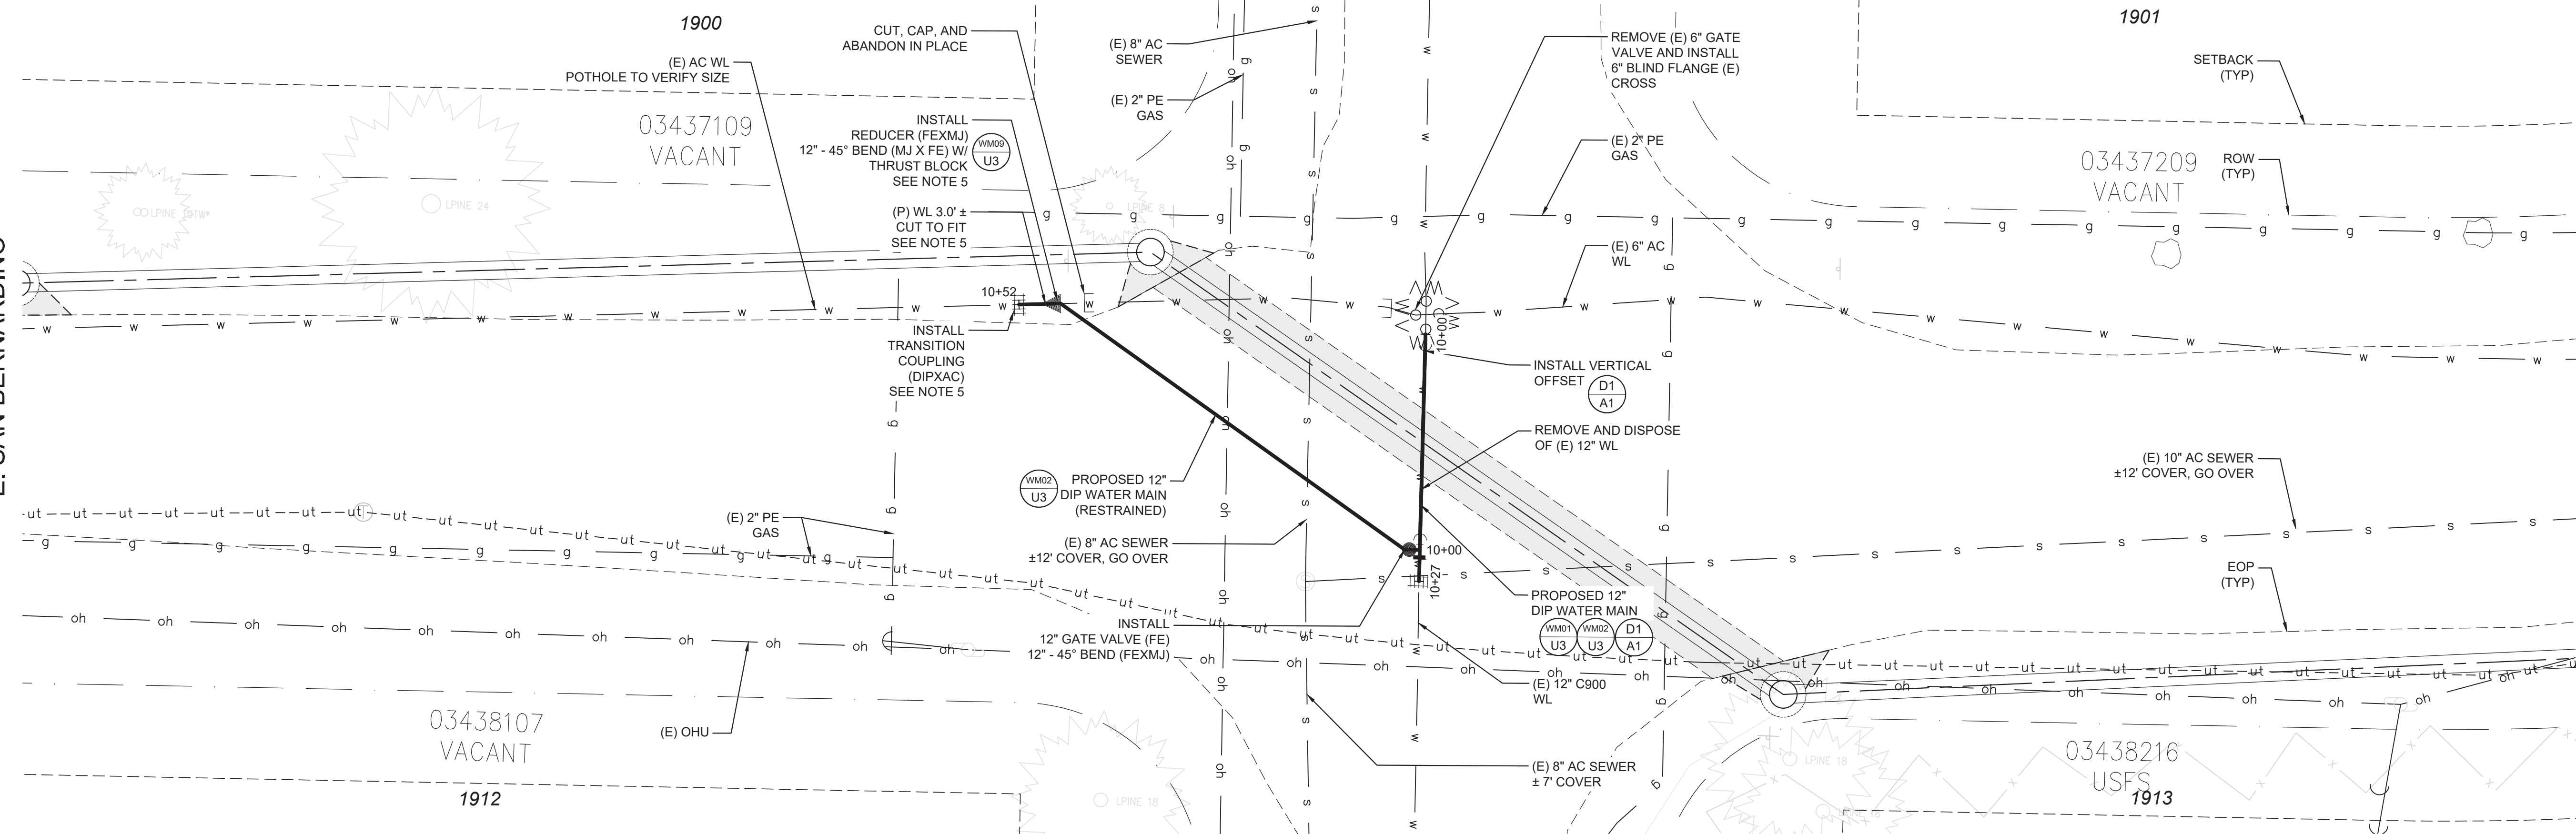 1900
CUT, CAP, AND
ABANDON IN PLACE
(E) AC WL
POTHOLE TO VERIFY SIZE
(E) 8" AC
SEWER
(E) 2" PE
GAS
REMOVE (E) 6" GATE
VALVE AND INSTALL
6" BLIND FLANGE (E)
CROSS
1901
SETBACK
(TYP)
03437109
VACANT
INSTALL
REDUCER (FEXMJ)
12" - 45° BEND (MJ X FE) W/
THRUST BLOCK
SEE NOTE 5
WM09
U3
(E) 2" PE
GAS
03437209
VACANT
ROW
(TYP)
LPINE 24
LPINE 8
(P) WL 3.0' ±
CUT TO FIT
SEE NOTE 5
(E) 6" AC
WL
10+52
10+00
INSTALL
TRANSITION
COUPLING
(DIPXAC)
SEE NOTE 5
INSTALL VERTICAL
OFFSET
D1
A1
REMOVE AND DISPOSE
OF (E) 12" WL
WM02
U3
PROPOSED 12"
DIP WATER MAIN
(RESTRAINED)
(E) 10" AC SEWER
±12' COVER, GO OVER
(E) 2" PE
GAS
(E) 8" AC SEWER
±12' COVER, GO OVER
10+00
10+27
EOP
(TYP)
PROPOSED 12"
DIP WATER MAIN
WM01
U3
WM02
U3
D1
A1
INSTALL
12" GATE VALVE (FE)
12" - 45° BEND (FEXMJ)
(E) 12" C900
WL
(E) OHU
03438107
VACANT
1912
LPINE 18
(E) 8" AC SEWER
± 7' COVER
LPINE 18
03438216
USFS
1913